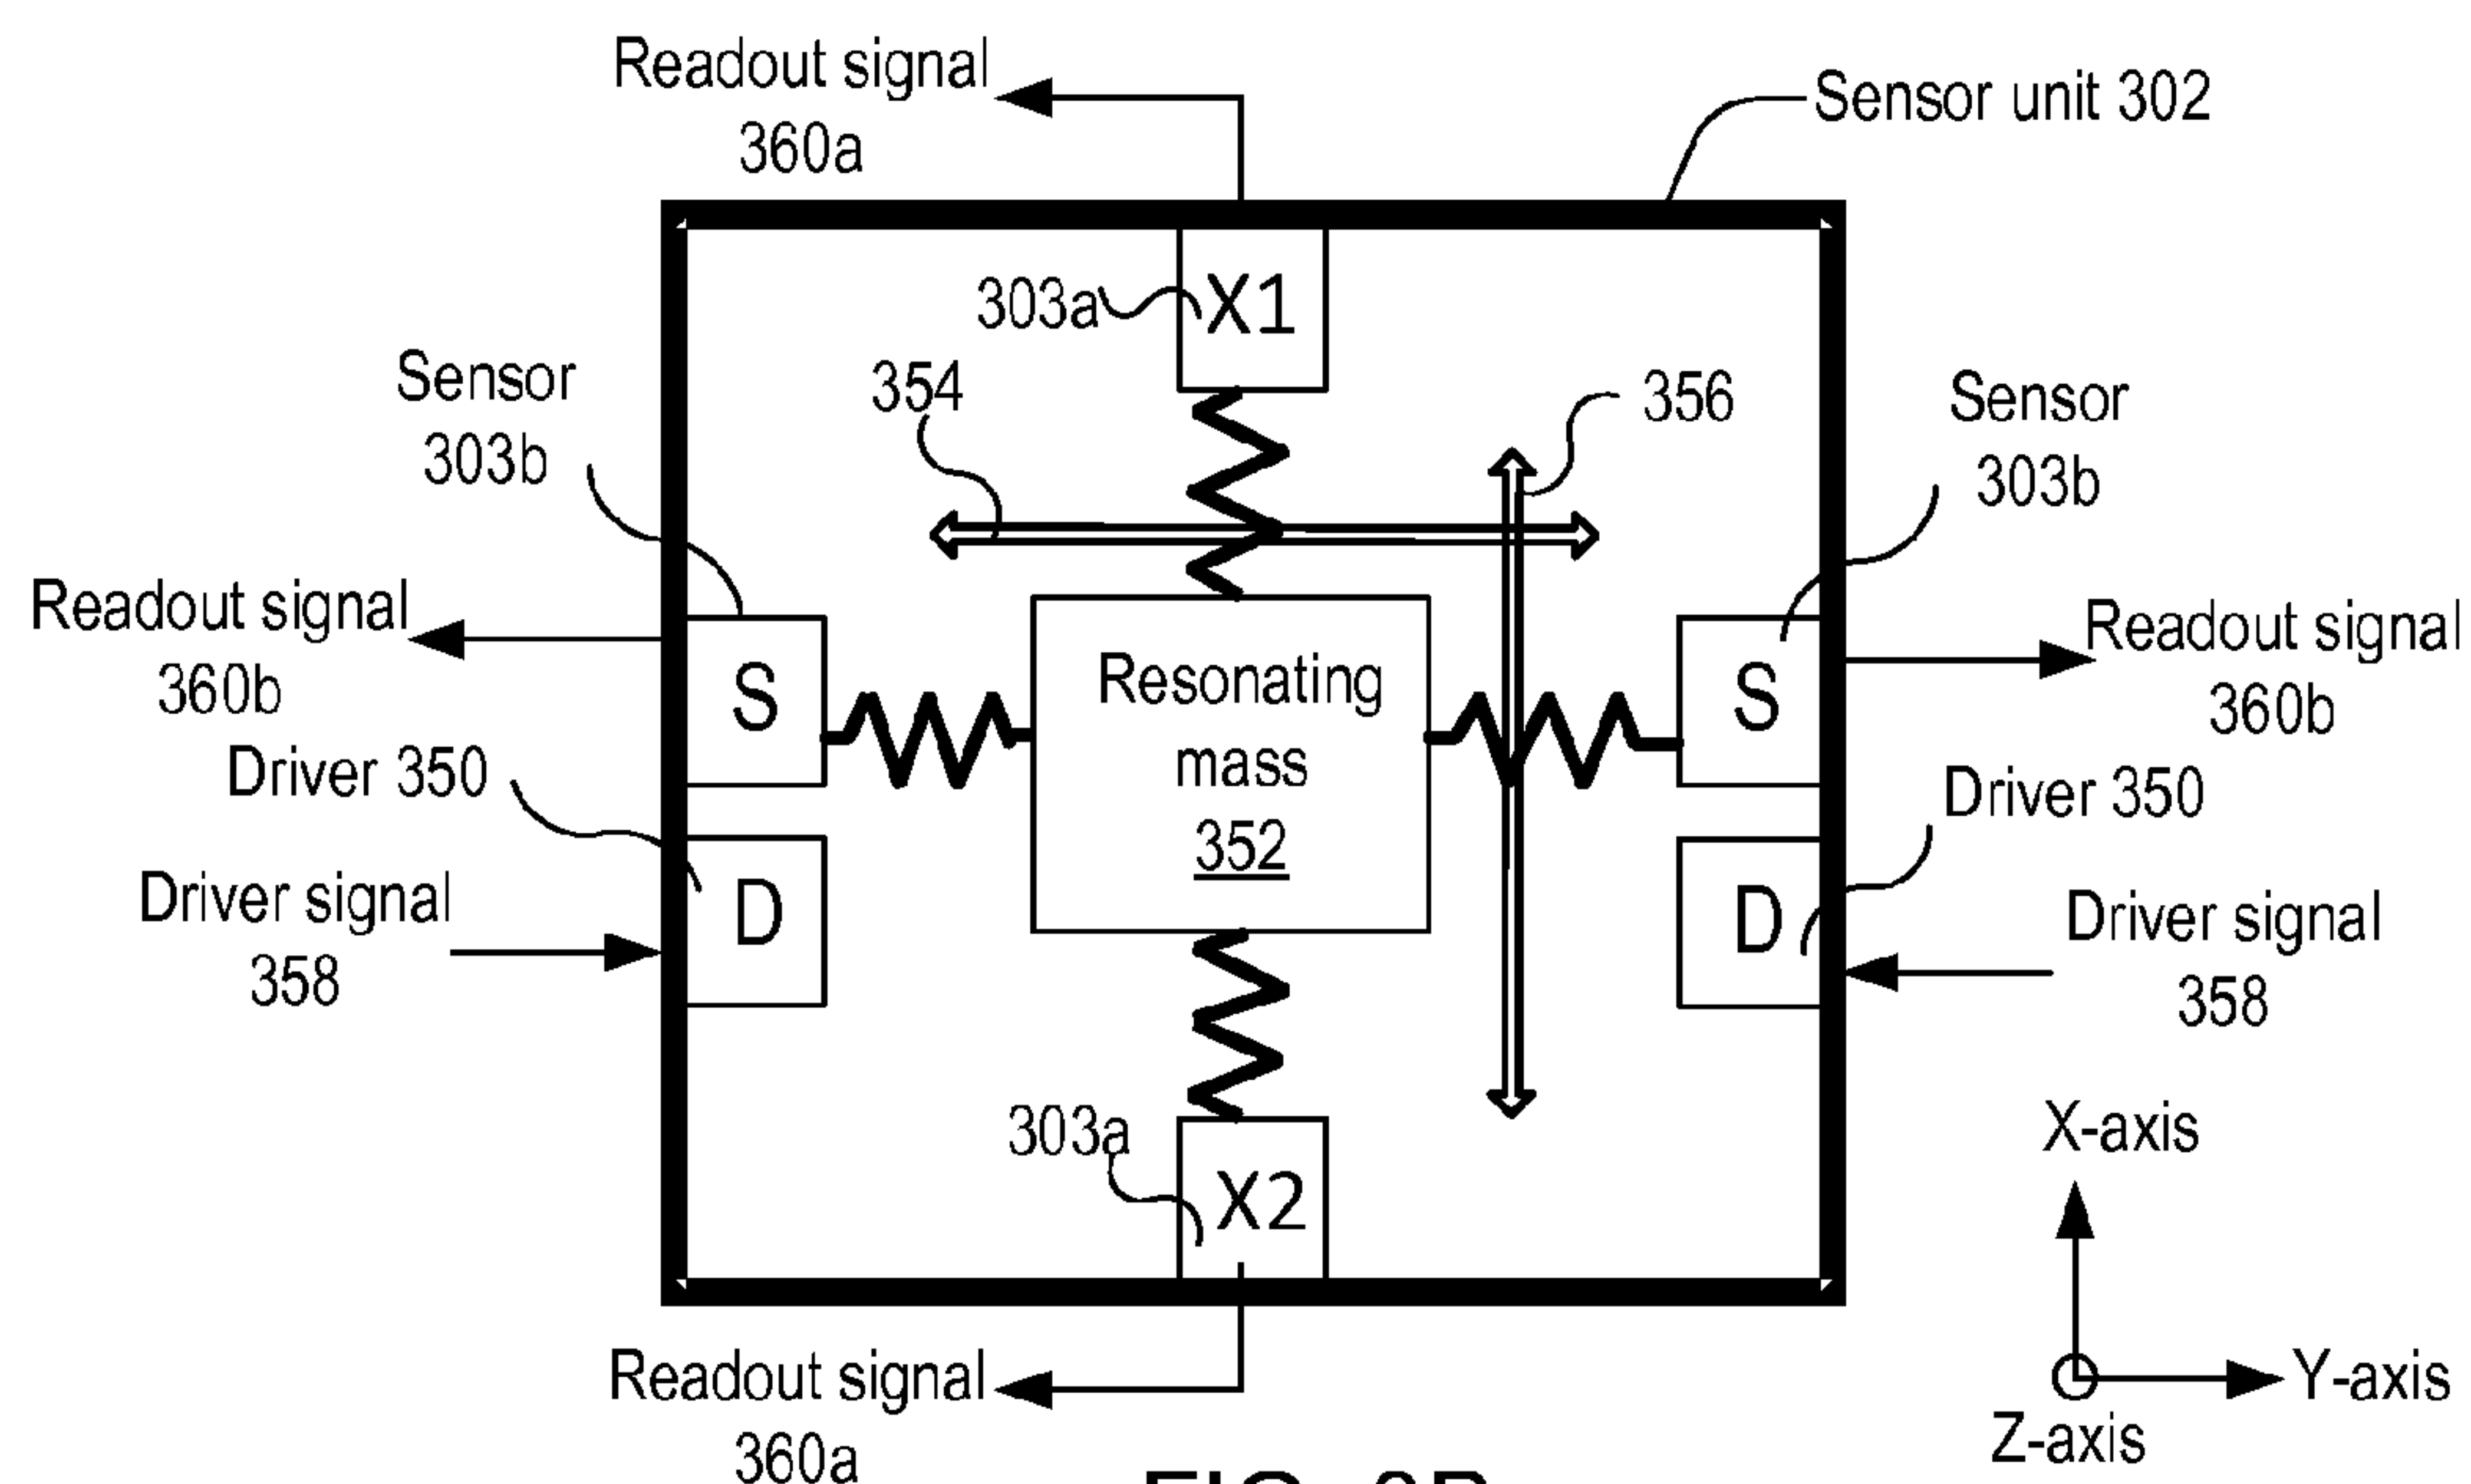 Readout signal
360a
Sensor unit 302
303a
X1
354
356
Sensor
303b
Sensor
303b
Readout signal
360b
S
Resonating
mass
352
S
Readout signal
360b
Driver 350
Driver 350
Driver signal
358
D
D
Driver signal
358
303a
X2
X-axis
Y-axis
Z-axis
Readout signal
360a